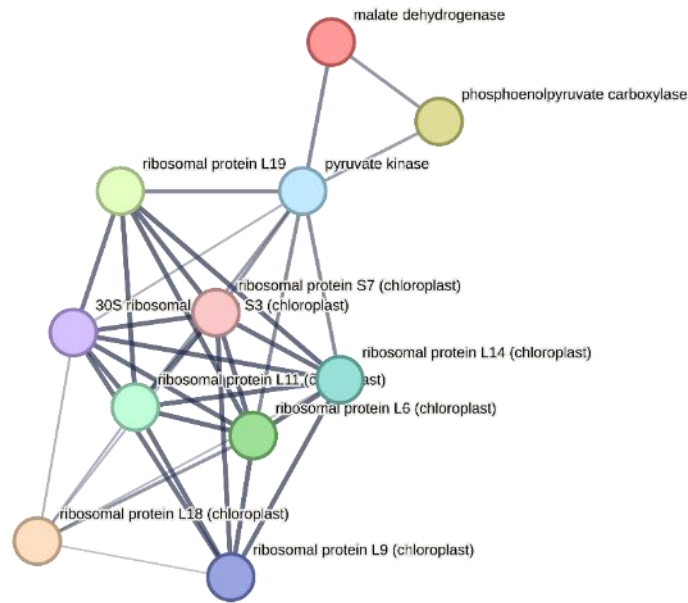 malate dehydrogenase
phosphoenolpyruvate carboxylase
ribosomal protein L19
pyruvate kinase
ribosomal protein S7 (chloroplast)
30S ribosomal S3 (chloroplast)
ribosomal protein L14 (chloroplast)
ribosomal protein L11
ribosomal protein L6 (chloroplast)
ribosomal protein L18 (chloroplast)
ribosomal protein L9 (chloroplast)